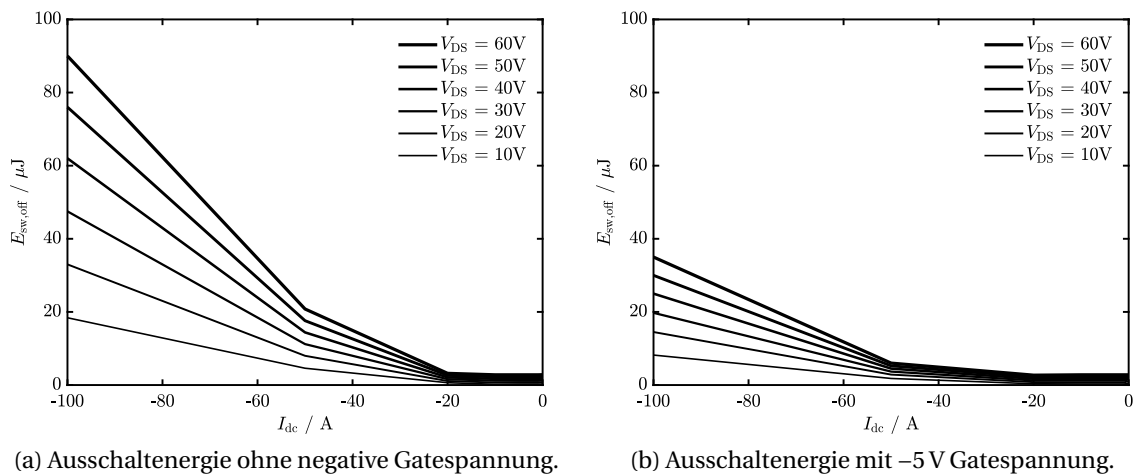 100
80
60
40
20
0
E_sw,off / μJ
V_DS = 60V
V_DS = 50V
V_DS = 40V
V_DS = 30V
V_DS = 20V
V_DS = 10V
-100 -80 -60 -40 -20 0
I_dc / A
(a) Ausschaltenergie ohne negative Gatespannung.
100
80
60
40
20
0
E_sw,off / μJ
V_DS = 60V
V_DS = 50V
V_DS = 40V
V_DS = 30V
V_DS = 20V
V_DS = 10V
-100 -80 -60 -40 -20 0
I_dc / A
(b) Ausschaltenergie mit –5 V Gatespannung.